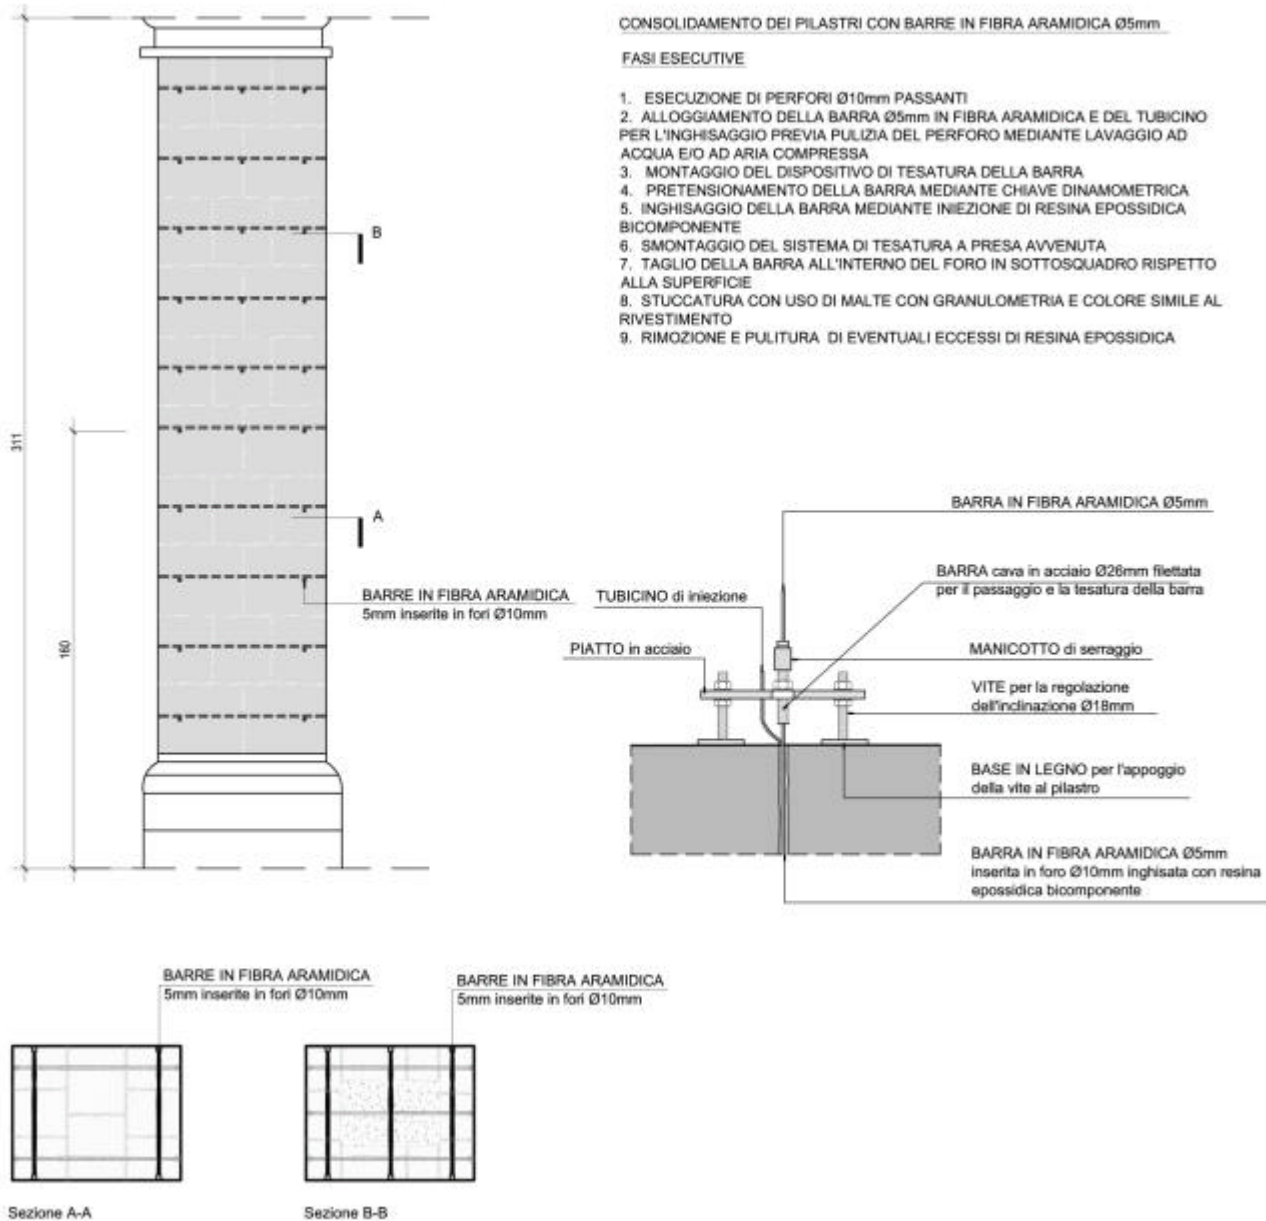 CONSOLIDAMENTO DEI PILASTRI CON BARRE IN FIBRA ARAMIDICA Ø5mm
FASI ESECUTIVE
1. ESECUZIONE DI PERFORI Ø10mm PASSANTI
2. ALLOGGIAMENTO DELLA BARRA Ø5mm IN FIBRA ARAMIDICA E DEL TUBICINO
PER L'INGHISAGGIO PREVIA PULIZIA DEL PERFORO MEDIANTE LAVAGGIO AD
ACQUA E/O AD ARIA COMPRESSA
3. MONTAGGIO DEL DISPOSITIVO DI TESATURA DELLA BARRA
4. PRETENSIONAMENTO DELLA BARRA MEDIANTE CHIAVE DINAMOMETRICA
5. INGHISAGGIO DELLA BARRA MEDIANTE INIEZIONE DI RESINA EPOSSIDICA
BICOMPONENTE
6. SMONTAGGIO DEL SISTEMA DI TESATURA A PRESA AVVENUTA
7. TAGLIO DELLA BARRA ALL'INTERNO DEL FORO IN SOTTOSQUADRO RISPETTO
ALLA SUPERFICIE
8. STUCCATURA CON USO DI MALTE CON GRANULOMETRIA E COLORE SIMILE AL
RIVESTIMENTO
9. RIMOZIONE E PULITURA DI EVENTUALI ECCESSI DI RESINA EPOSSIDICA
B
311
A
160
BARRE IN FIBRA ARAMIDICA
5mm inserite in fori Ø10mm
BARRA IN FIBRA ARAMIDICA Ø5mm
BARRA cava in acciaio Ø26mm filettata
per il passaggio e la tesatura della barra
TUBICINO di iniezione
PIATTO in acciaio
MANICOTTO di serraggio
VITE per la regolazione
dell'inclinazione Ø18mm
BASE IN LEGNO per l'appoggio
della vite al pilastro
BARRA IN FIBRA ARAMIDICA Ø5mm
inserita in foro Ø10mm inghisata con resina
epossidica bicomponente
BARRE IN FIBRA ARAMIDICA
5mm inserite in fori Ø10mm
BARRE IN FIBRA ARAMIDICA
5mm inserite in fori Ø10mm
Sezione A-A
Sezione B-B